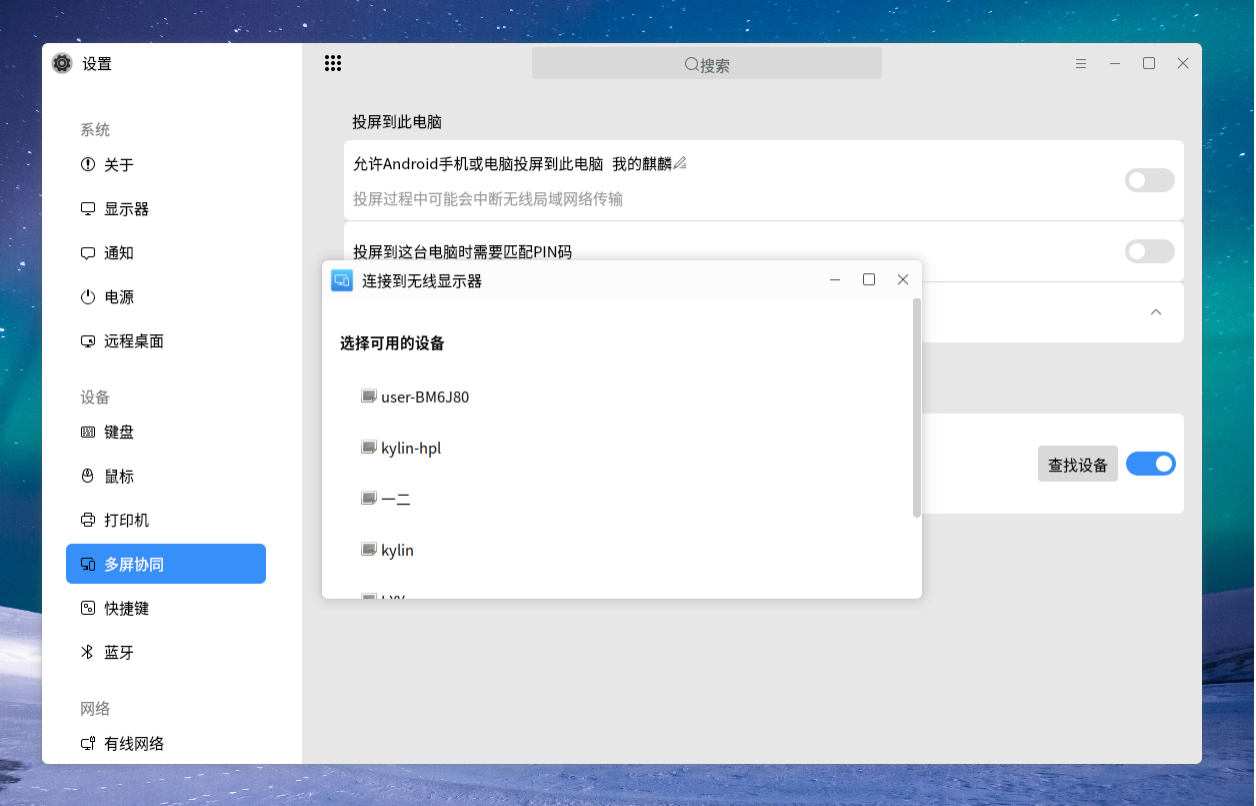 设置
搜索
系统
关于
显示器
通知
电源
远程桌面
设备
键盘
鼠标
打印机
多屏协同
快捷键
蓝牙
网络
有线网络
投屏到此电脑
允许Android手机或电脑投屏到此电脑 我的麒麟
投屏过程中可能会中断无线局域网络传输
投屏到这台电脑时需要匹配PIN码
查找设备
连接到无线显示器
选择可用的设备
user-BM6J80
kylin-hpl
一二
kylin